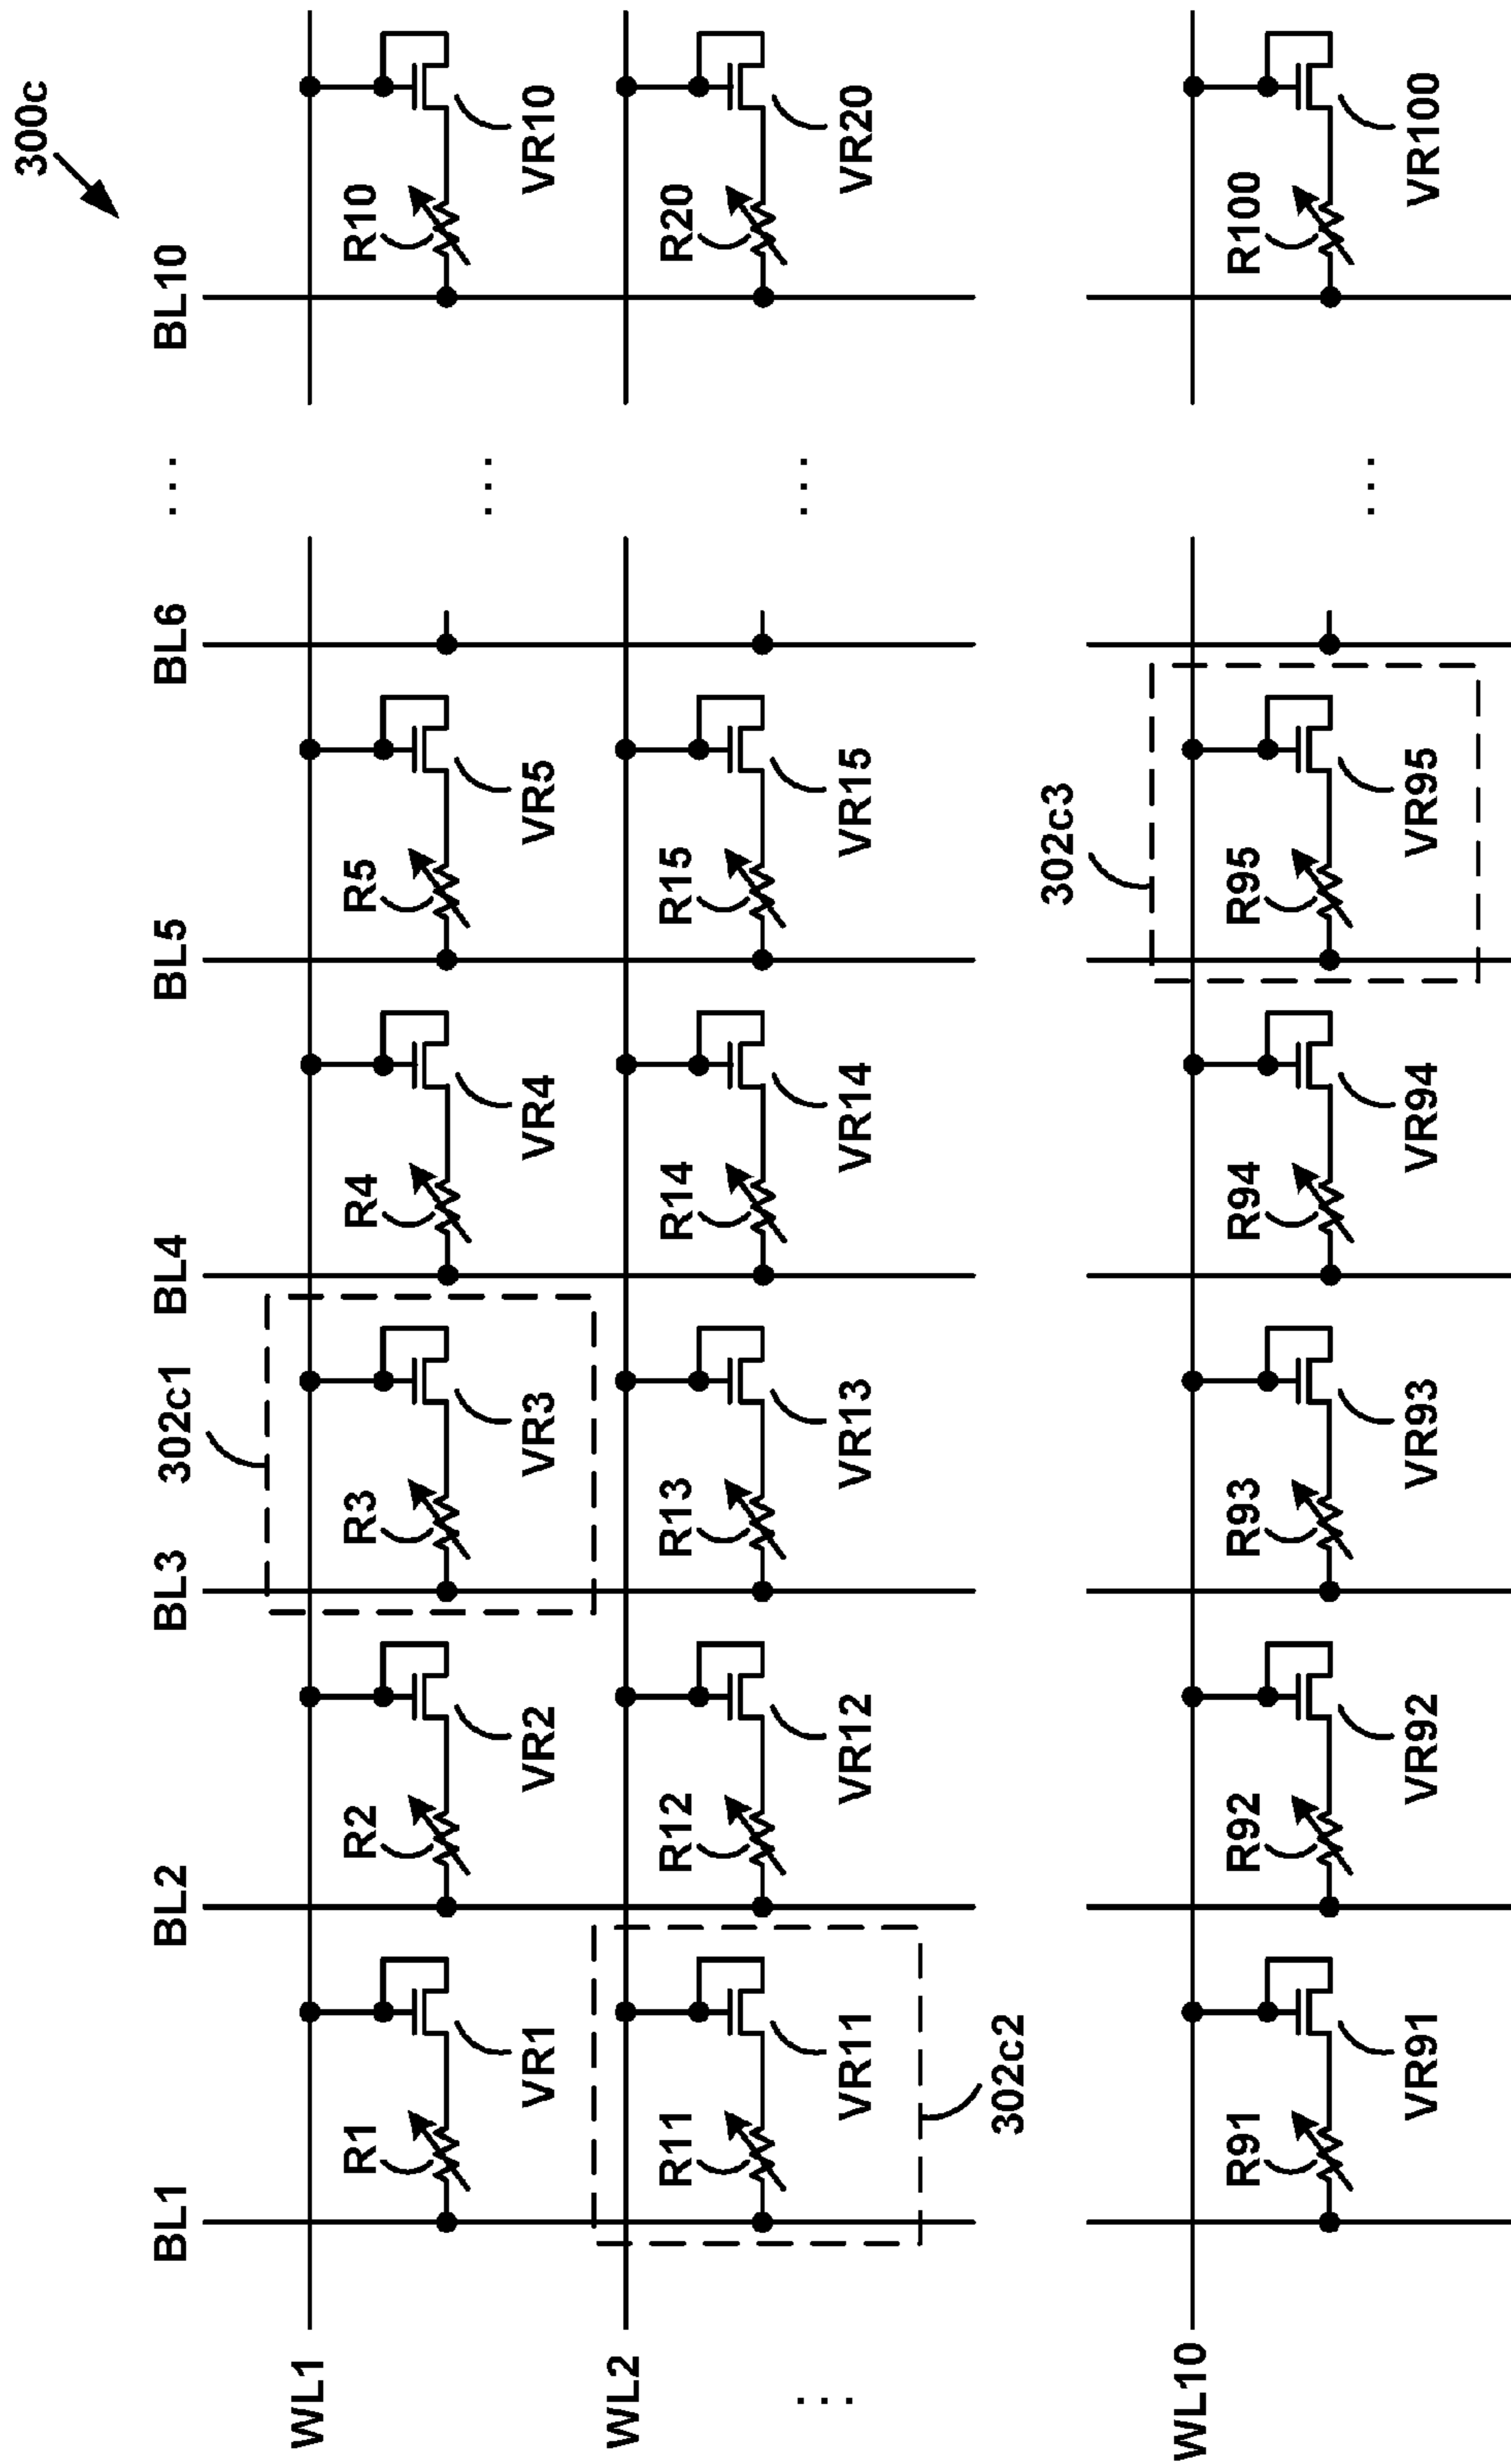 300c
BL1 BL2 BL3 BL4 BL5 BL6 ... BL10
302c1
WL1
R1 R2 R3 R4 R5 R10
...
VR1 VR2 VR3 VR4 VR5 VR10
WL2
R11 R12 R13 R14 R15 R20
...
...
VR11 VR12 VR13 VR14 VR15 VR20
302c2
302c3
WL10
R91 R92 R93 R94 R95 R100
...
VR91 VR92 VR93 VR94 VR95 VR100